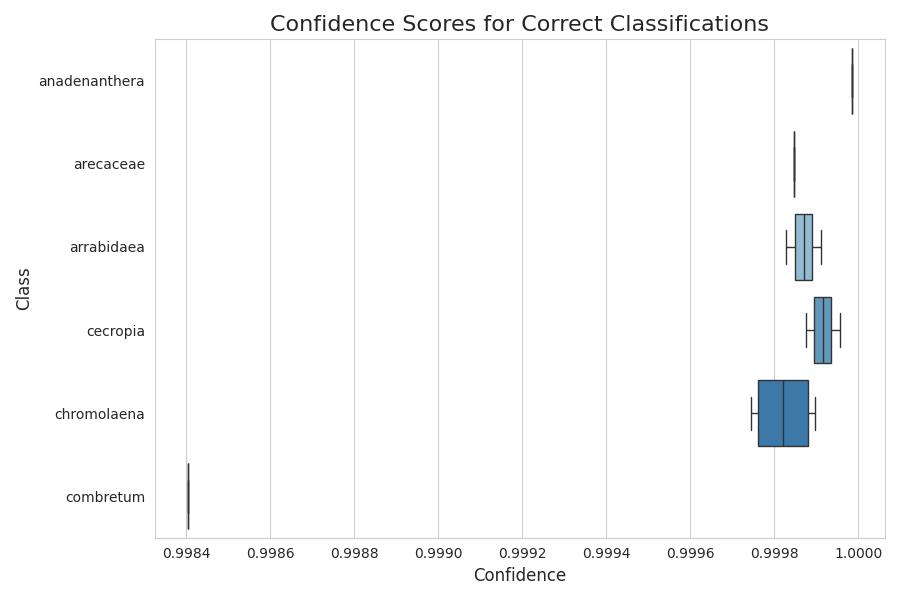 Confidence Scores for Correct Classifications
anadenanthera
arecaceae
arrabidaea
cecropia
chromolaena
combretum
Class
0.9984 0.9986 0.9988 0.9990 0.9992 0.9994 0.9996 0.9998 1.0000
Confidence